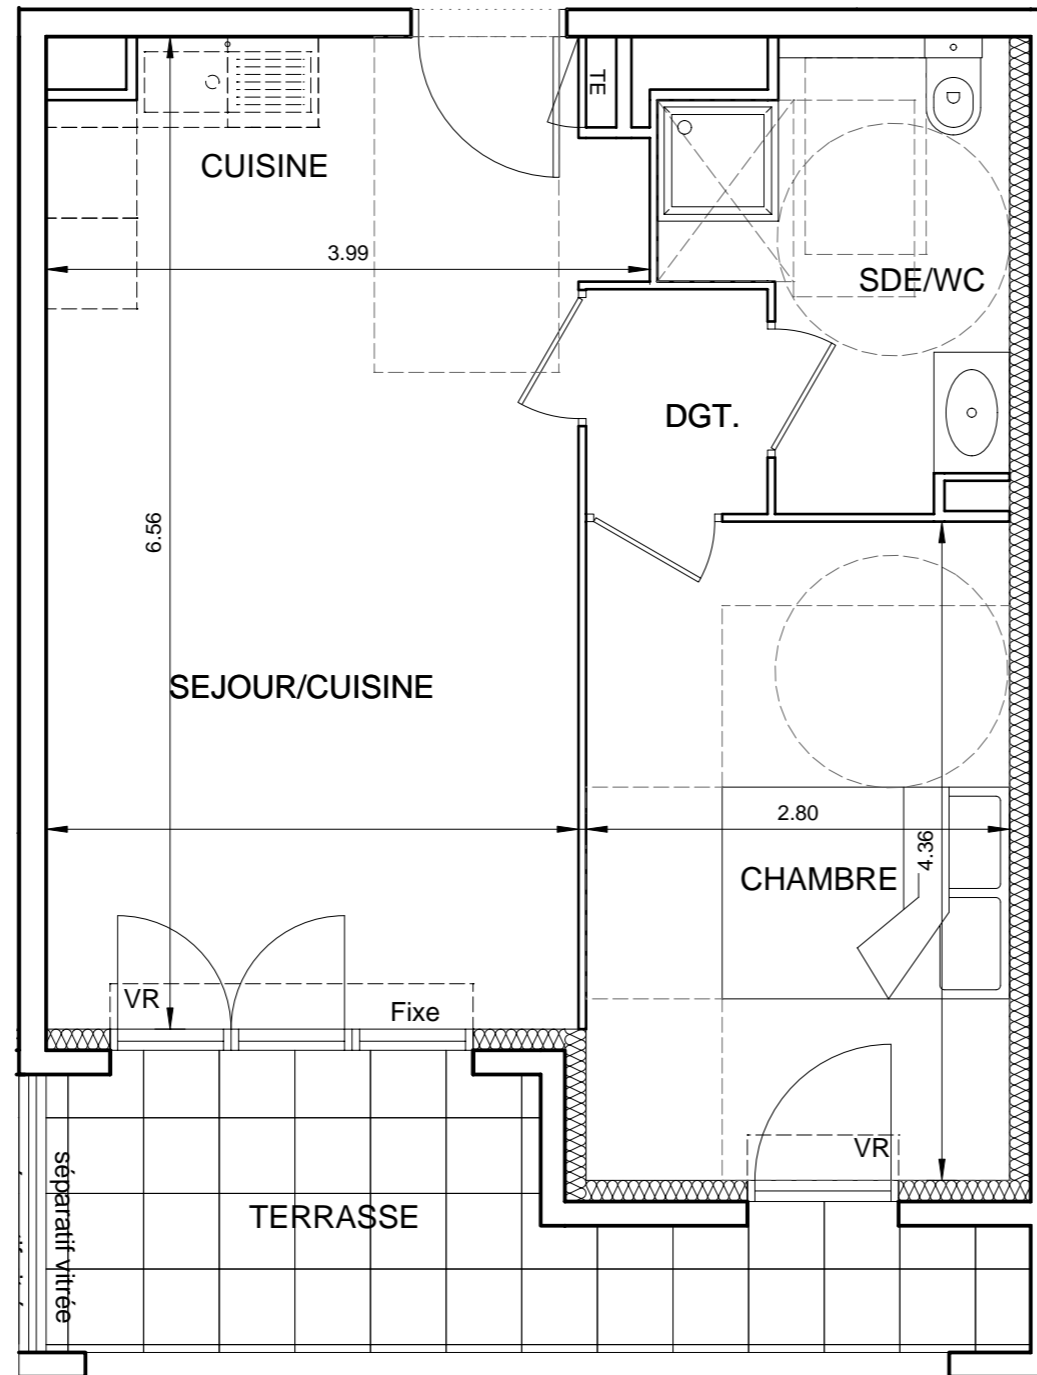 TE
CUISINE
3.99
SDE/WC
DGT.
6.56
SEJOUR/CUISINE
2.80
4.36
CHAMBRE
VR
Fixe
VR
séparatif vitrée
TERRASSE